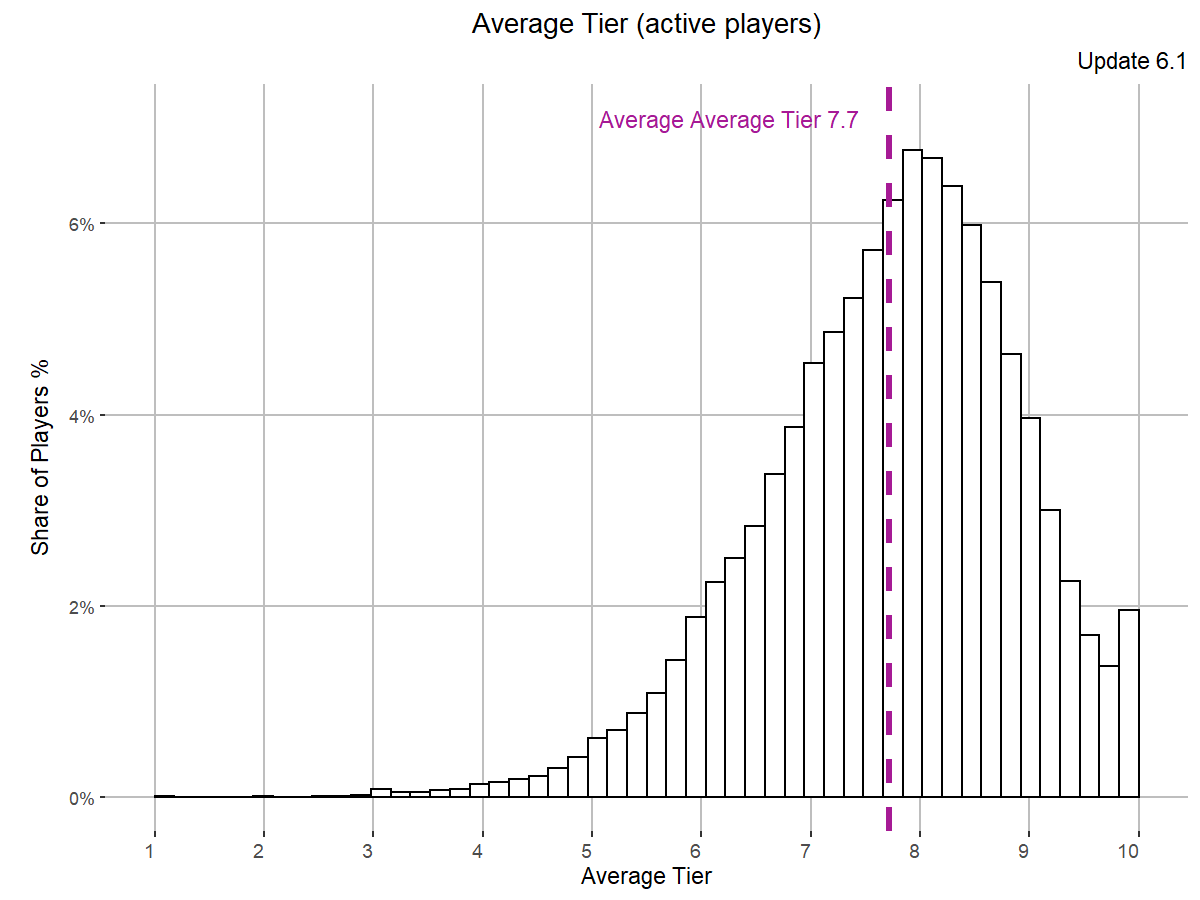 Average Tier (active players)
Update 6.1
Average Average Tier 7.7
6%
4%
2%
0%
Share of Players %
1 2 3 4 5 6 7 8 9 10
Average Tier